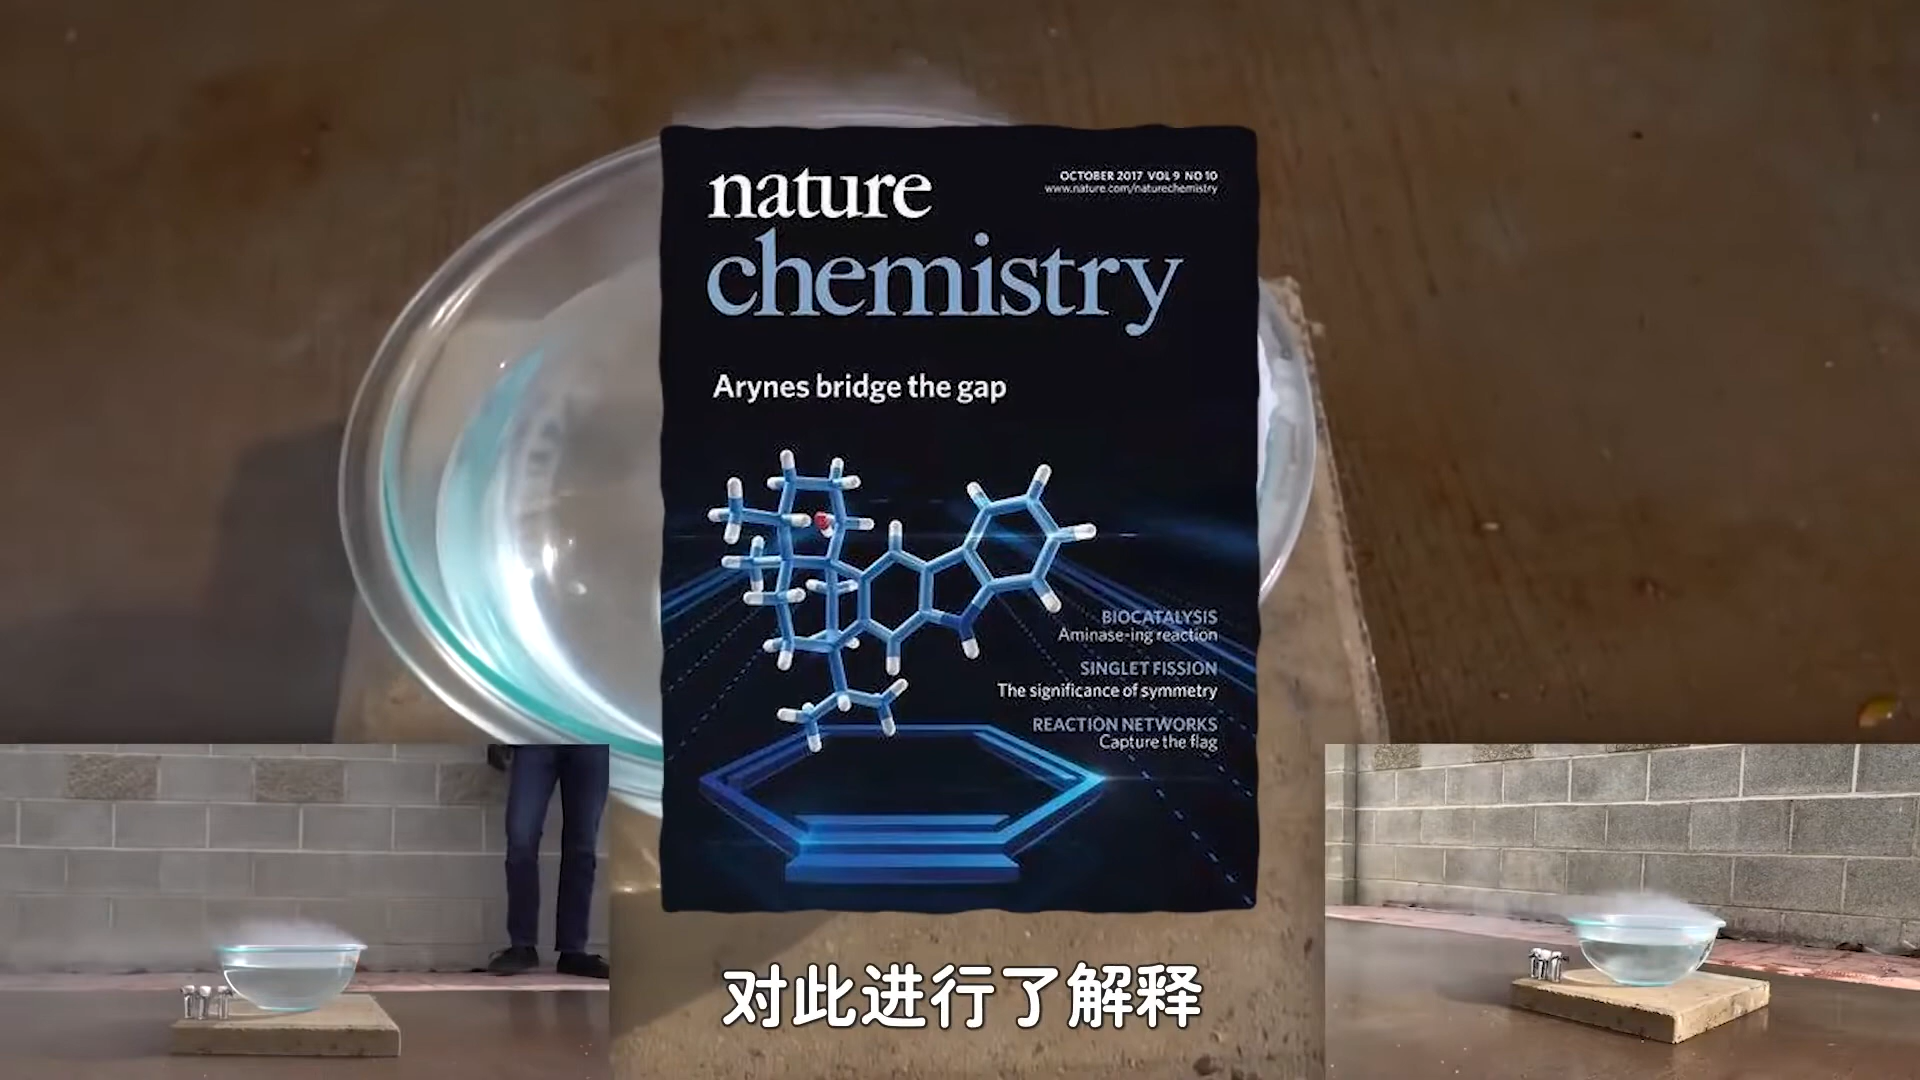 nature
chemistry
OCTOBER 2017 VOL 9 NO 10
www.nature.com/naturechemistry
Arynes bridge the gap
BIOCATALYSIS
Aminase-ing reaction
SINGLET FISSION
The significance of symmetry
REACTION NETWORKS
Capture the flag
对此进行了解释